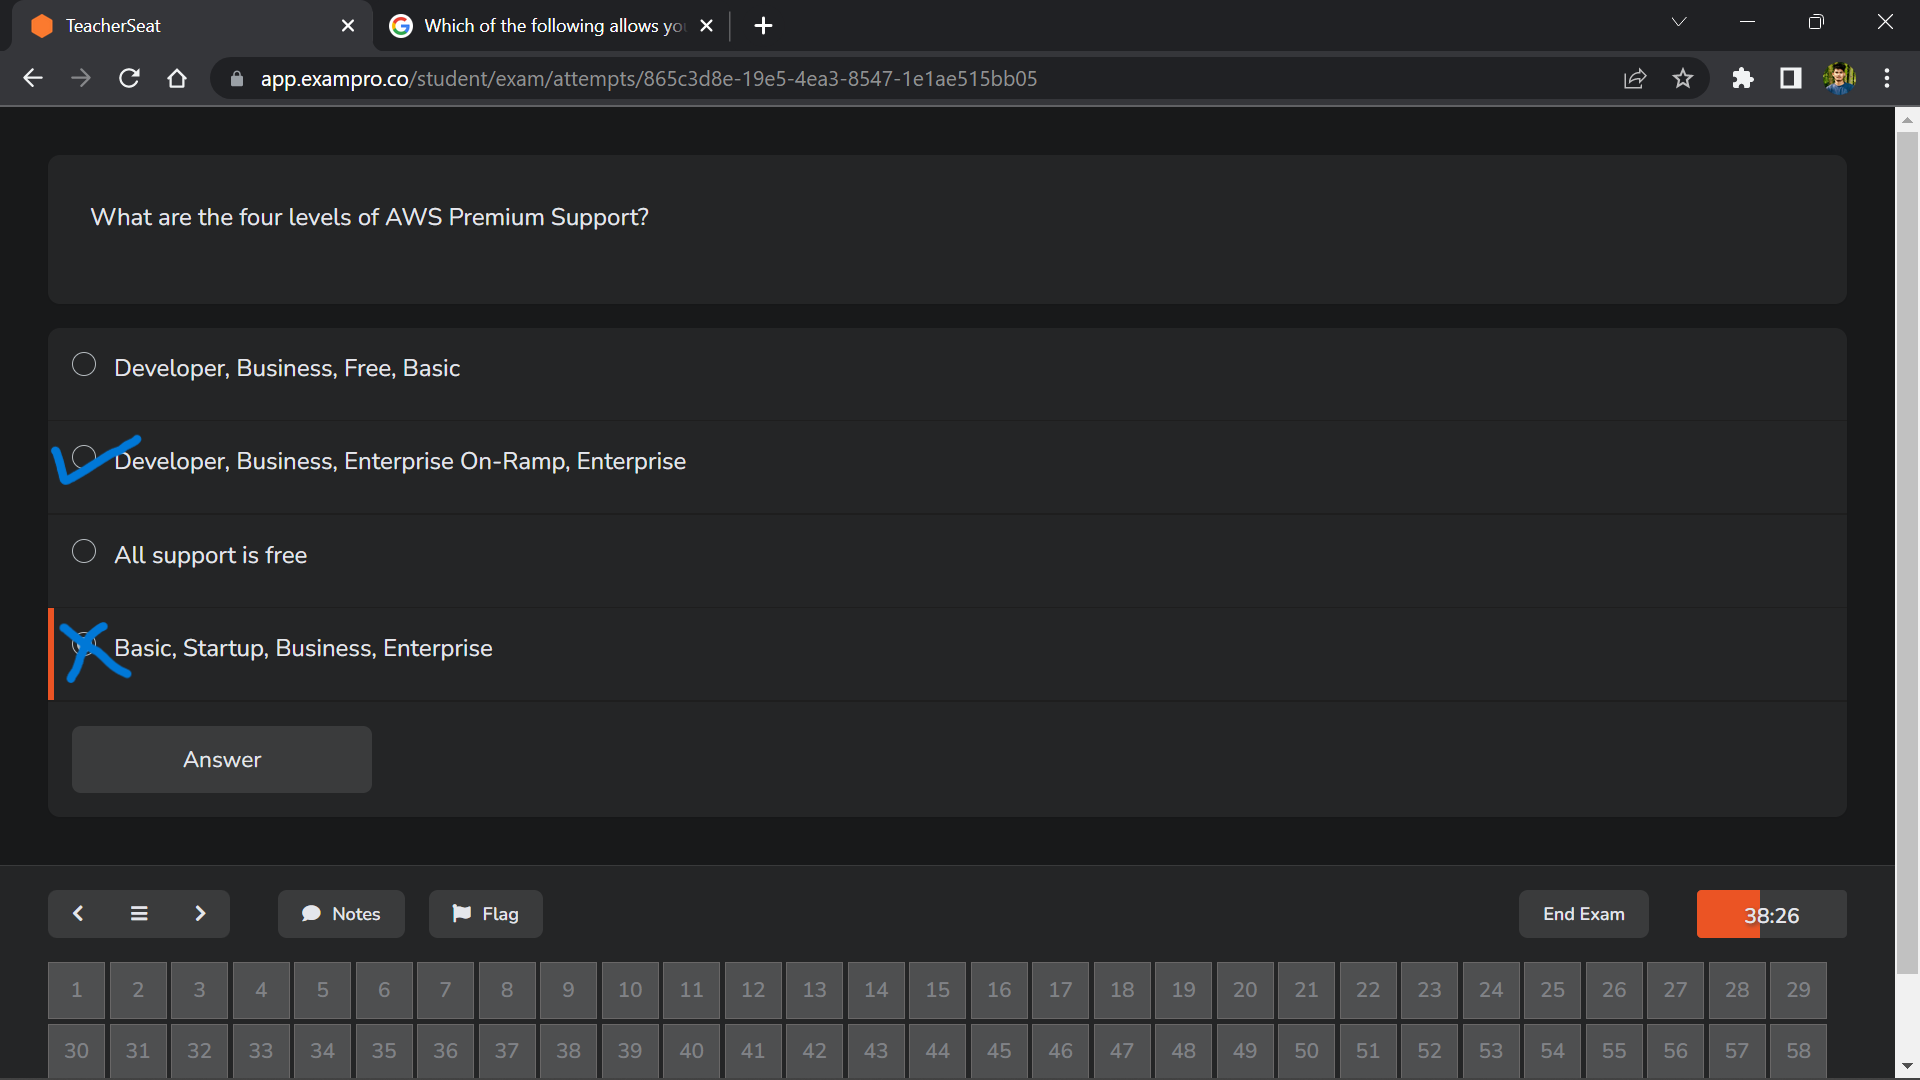 TeacherSeat
Which of the following allows yo
app.exampro.co/student/exam/attempts/865c3d8e-19e5-4ea3-8547-1e1ae515bb05
What are the four levels of AWS Premium Support?
Developer, Business, Free, Basic
Developer, Business, Enterprise On-Ramp, Enterprise
All support is free
Basic, Startup, Business, Enterprise
Answer
Notes Flag End Exam 38:26
1 2 3 4 5 6 7 8 9 10 11 12 13 14 15 16 17 18 19 20 21 22 23 24 25 26 27 28 29
30 31 32 33 34 35 36 37 38 39 40 41 42 43 44 45 46 47 48 49 50 51 52 53 54 55 56 57 58